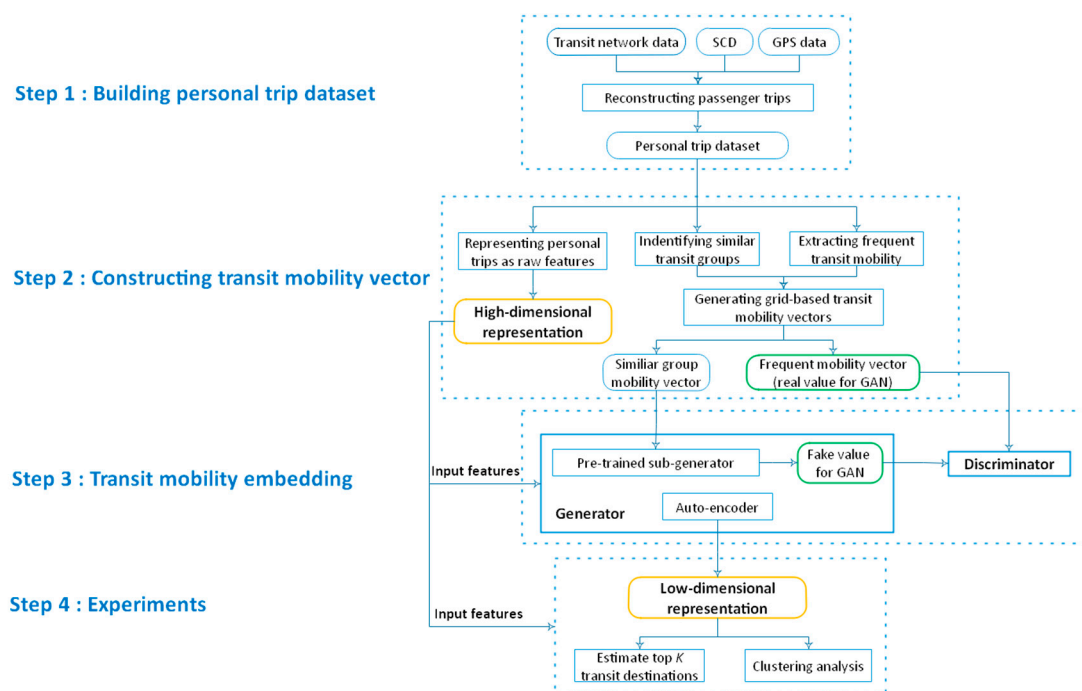 Transit network data
SCD
GPS data
Step 1 : Building personal trip dataset
Reconstructing passenger trips
Personal trip dataset
Representing personal
trips as raw features
Indentifying similar
transit groups
Extracting frequent
transit mobility
Step 2 : Constructing transit mobility vector
High-dimensional
representation
Generating grid-based transit
mobility vectors
Similiar group
mobility vector
Frequent mobility vector
(real value for GAN)
Step 3 : Transit mobility embedding
Input features
Pre-trained sub-generator
Fake value
for GAN
Discriminator
Generator
Auto-encoder
Step 4 : Experiments
Input features
Low-dimensional
representation
Estimate top K
transit destinations
Clustering analysis